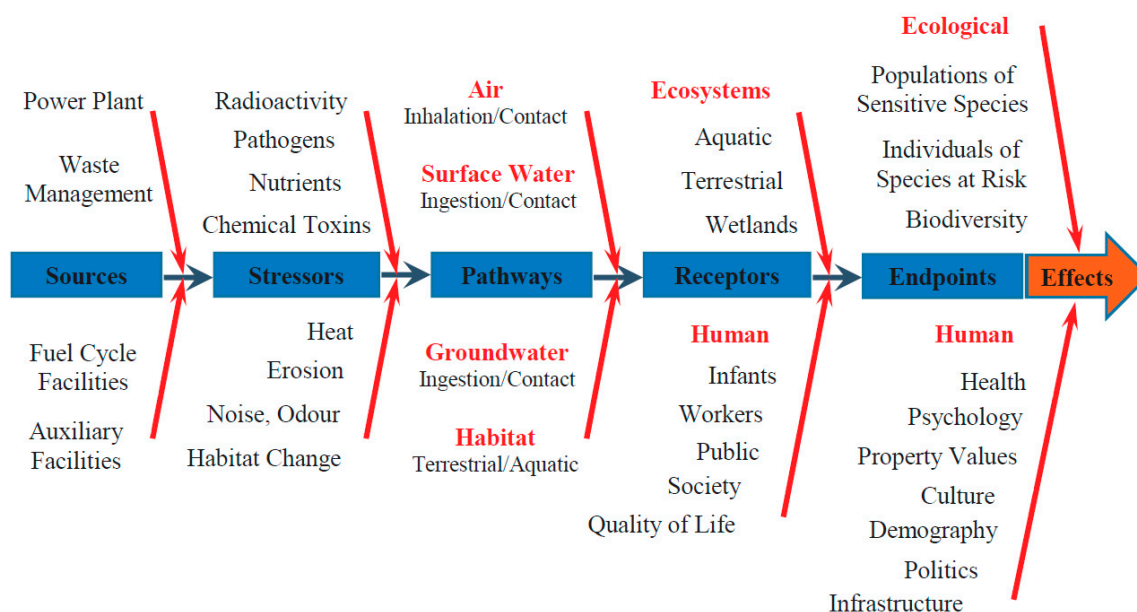 Power Plant
Waste
Management
Radioactivity
Pathogens
Nutrients
Chemical Toxins
Air
Inhalation/Contact
Surface Water
Ingestion/Contact
Ecosystems
Aquatic
Terrestrial
Wetlands
Ecological
Populations of
Sensitive Species
Individuals of
Species at Risk
Biodiversity
Sources
Stressors
Pathways
Receptors
Endpoints
Effects
Fuel Cycle
Facilities
Auxiliary
Facilities
Heat
Erosion
Noise, Odour
Habitat Change
Groundwater
Ingestion/Contact
Habitat
Terrestrial/Aquatic
Human
Infants
Workers
Public
Society
Quality of Life
Human
Health
Psychology
Property Values
Culture
Demography
Politics
Infrastructure